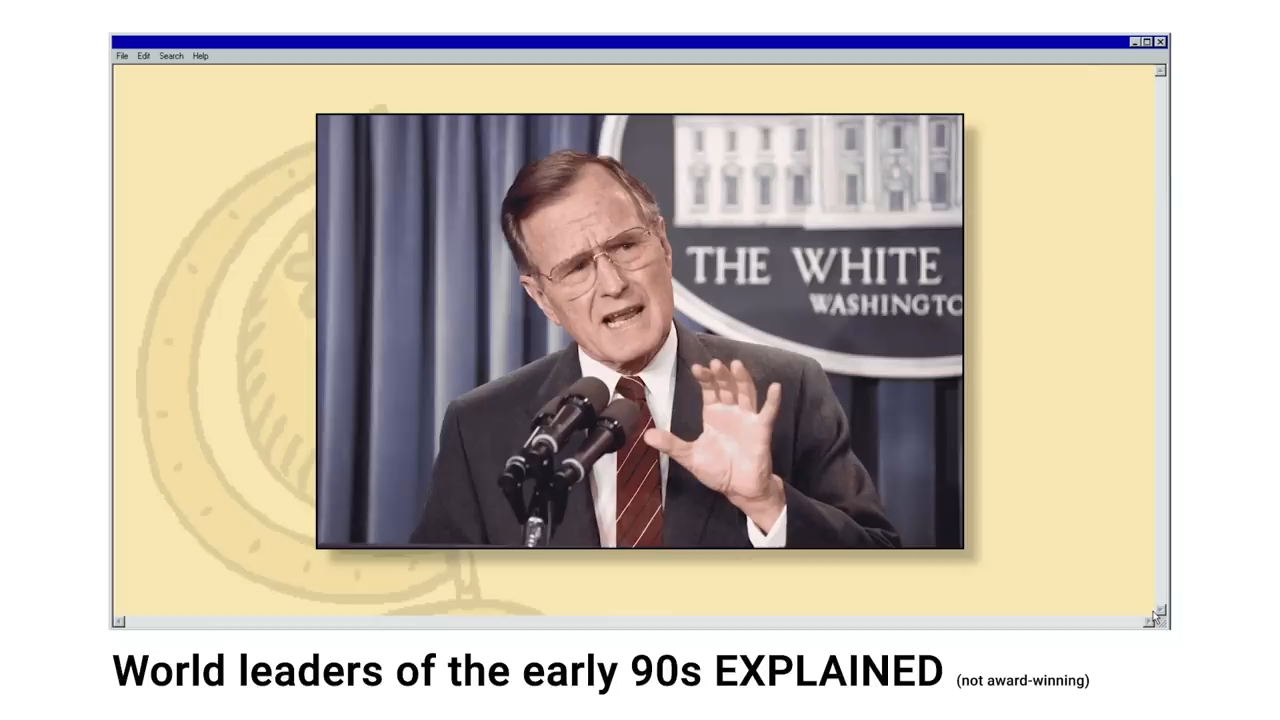 File Edit Search Help
THE WHITE
WASHINGTO
World leaders of the early 90s EXPLAINED (not award-winning)